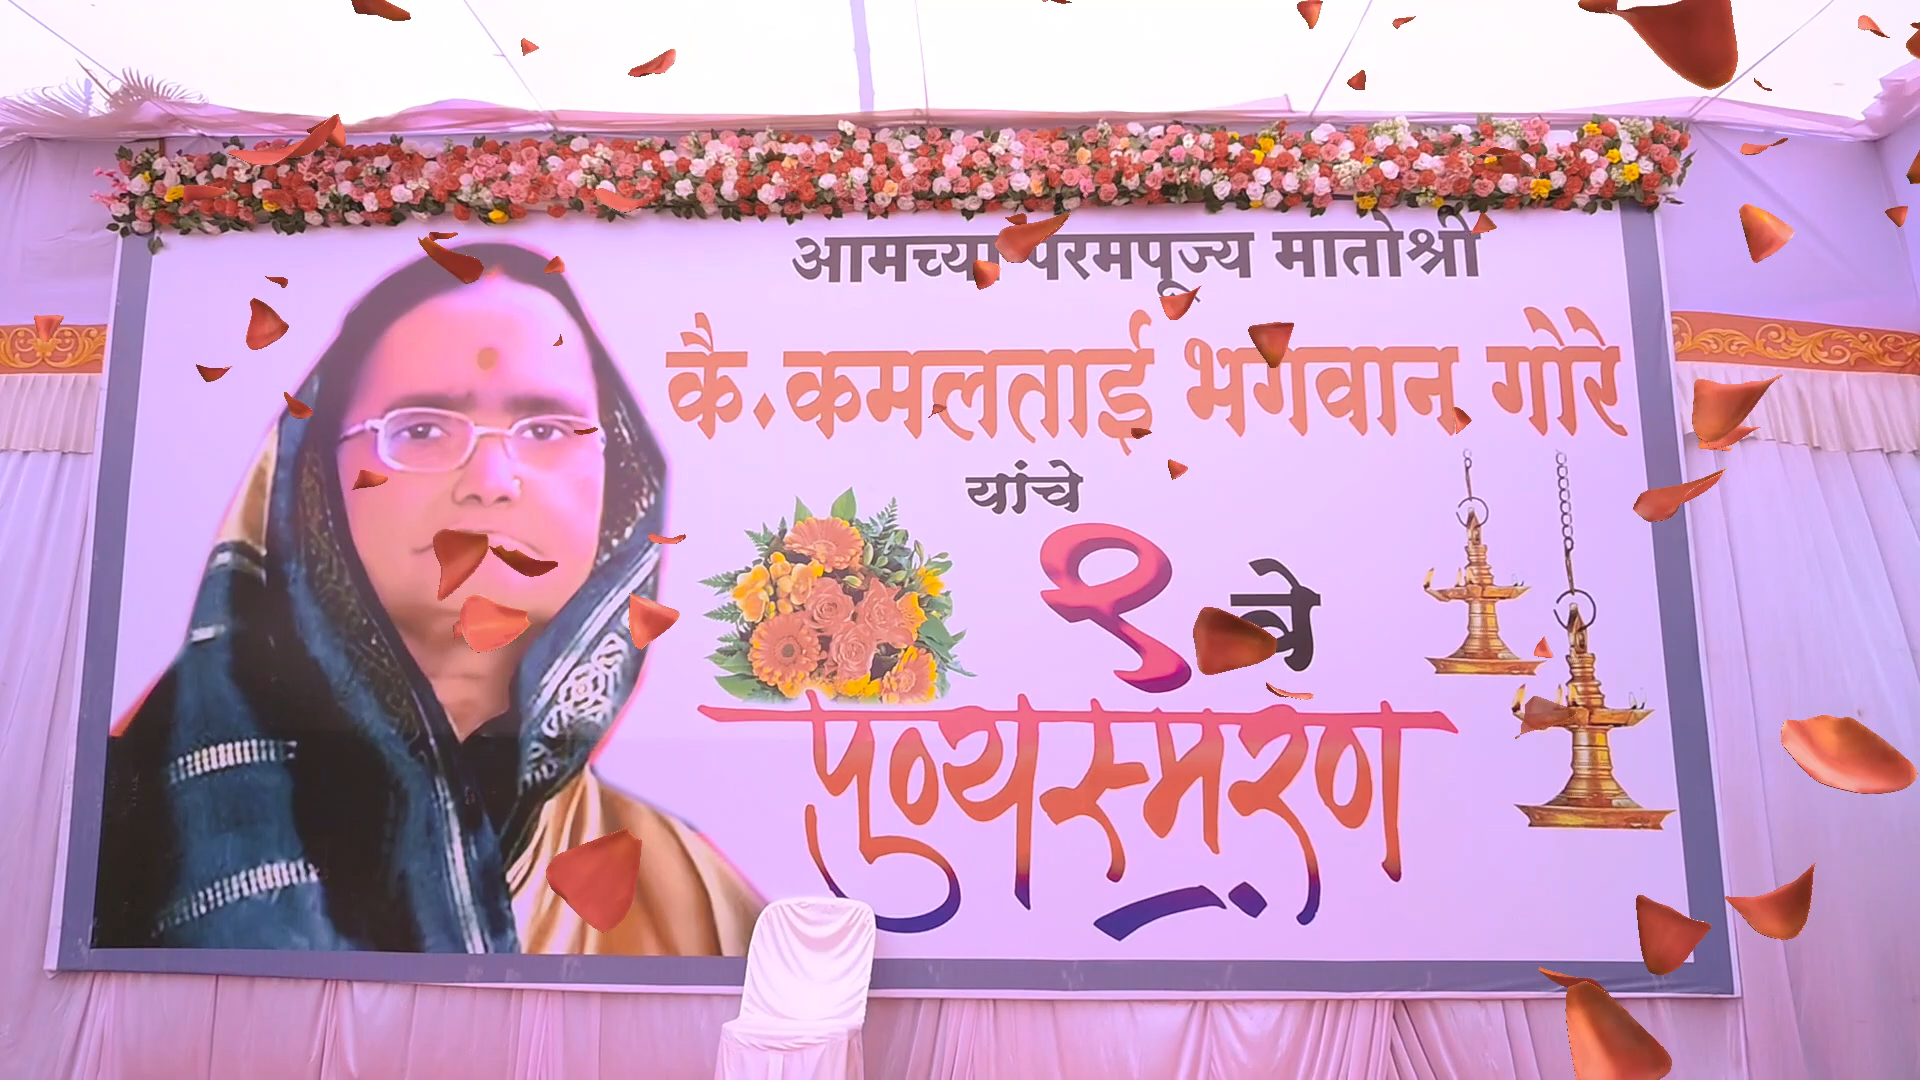 आमच्या परमपूज्य मातोश्री
कै. कमलताई भगवान गोरे
यांचे
१ वे
पुण्यस्मरण